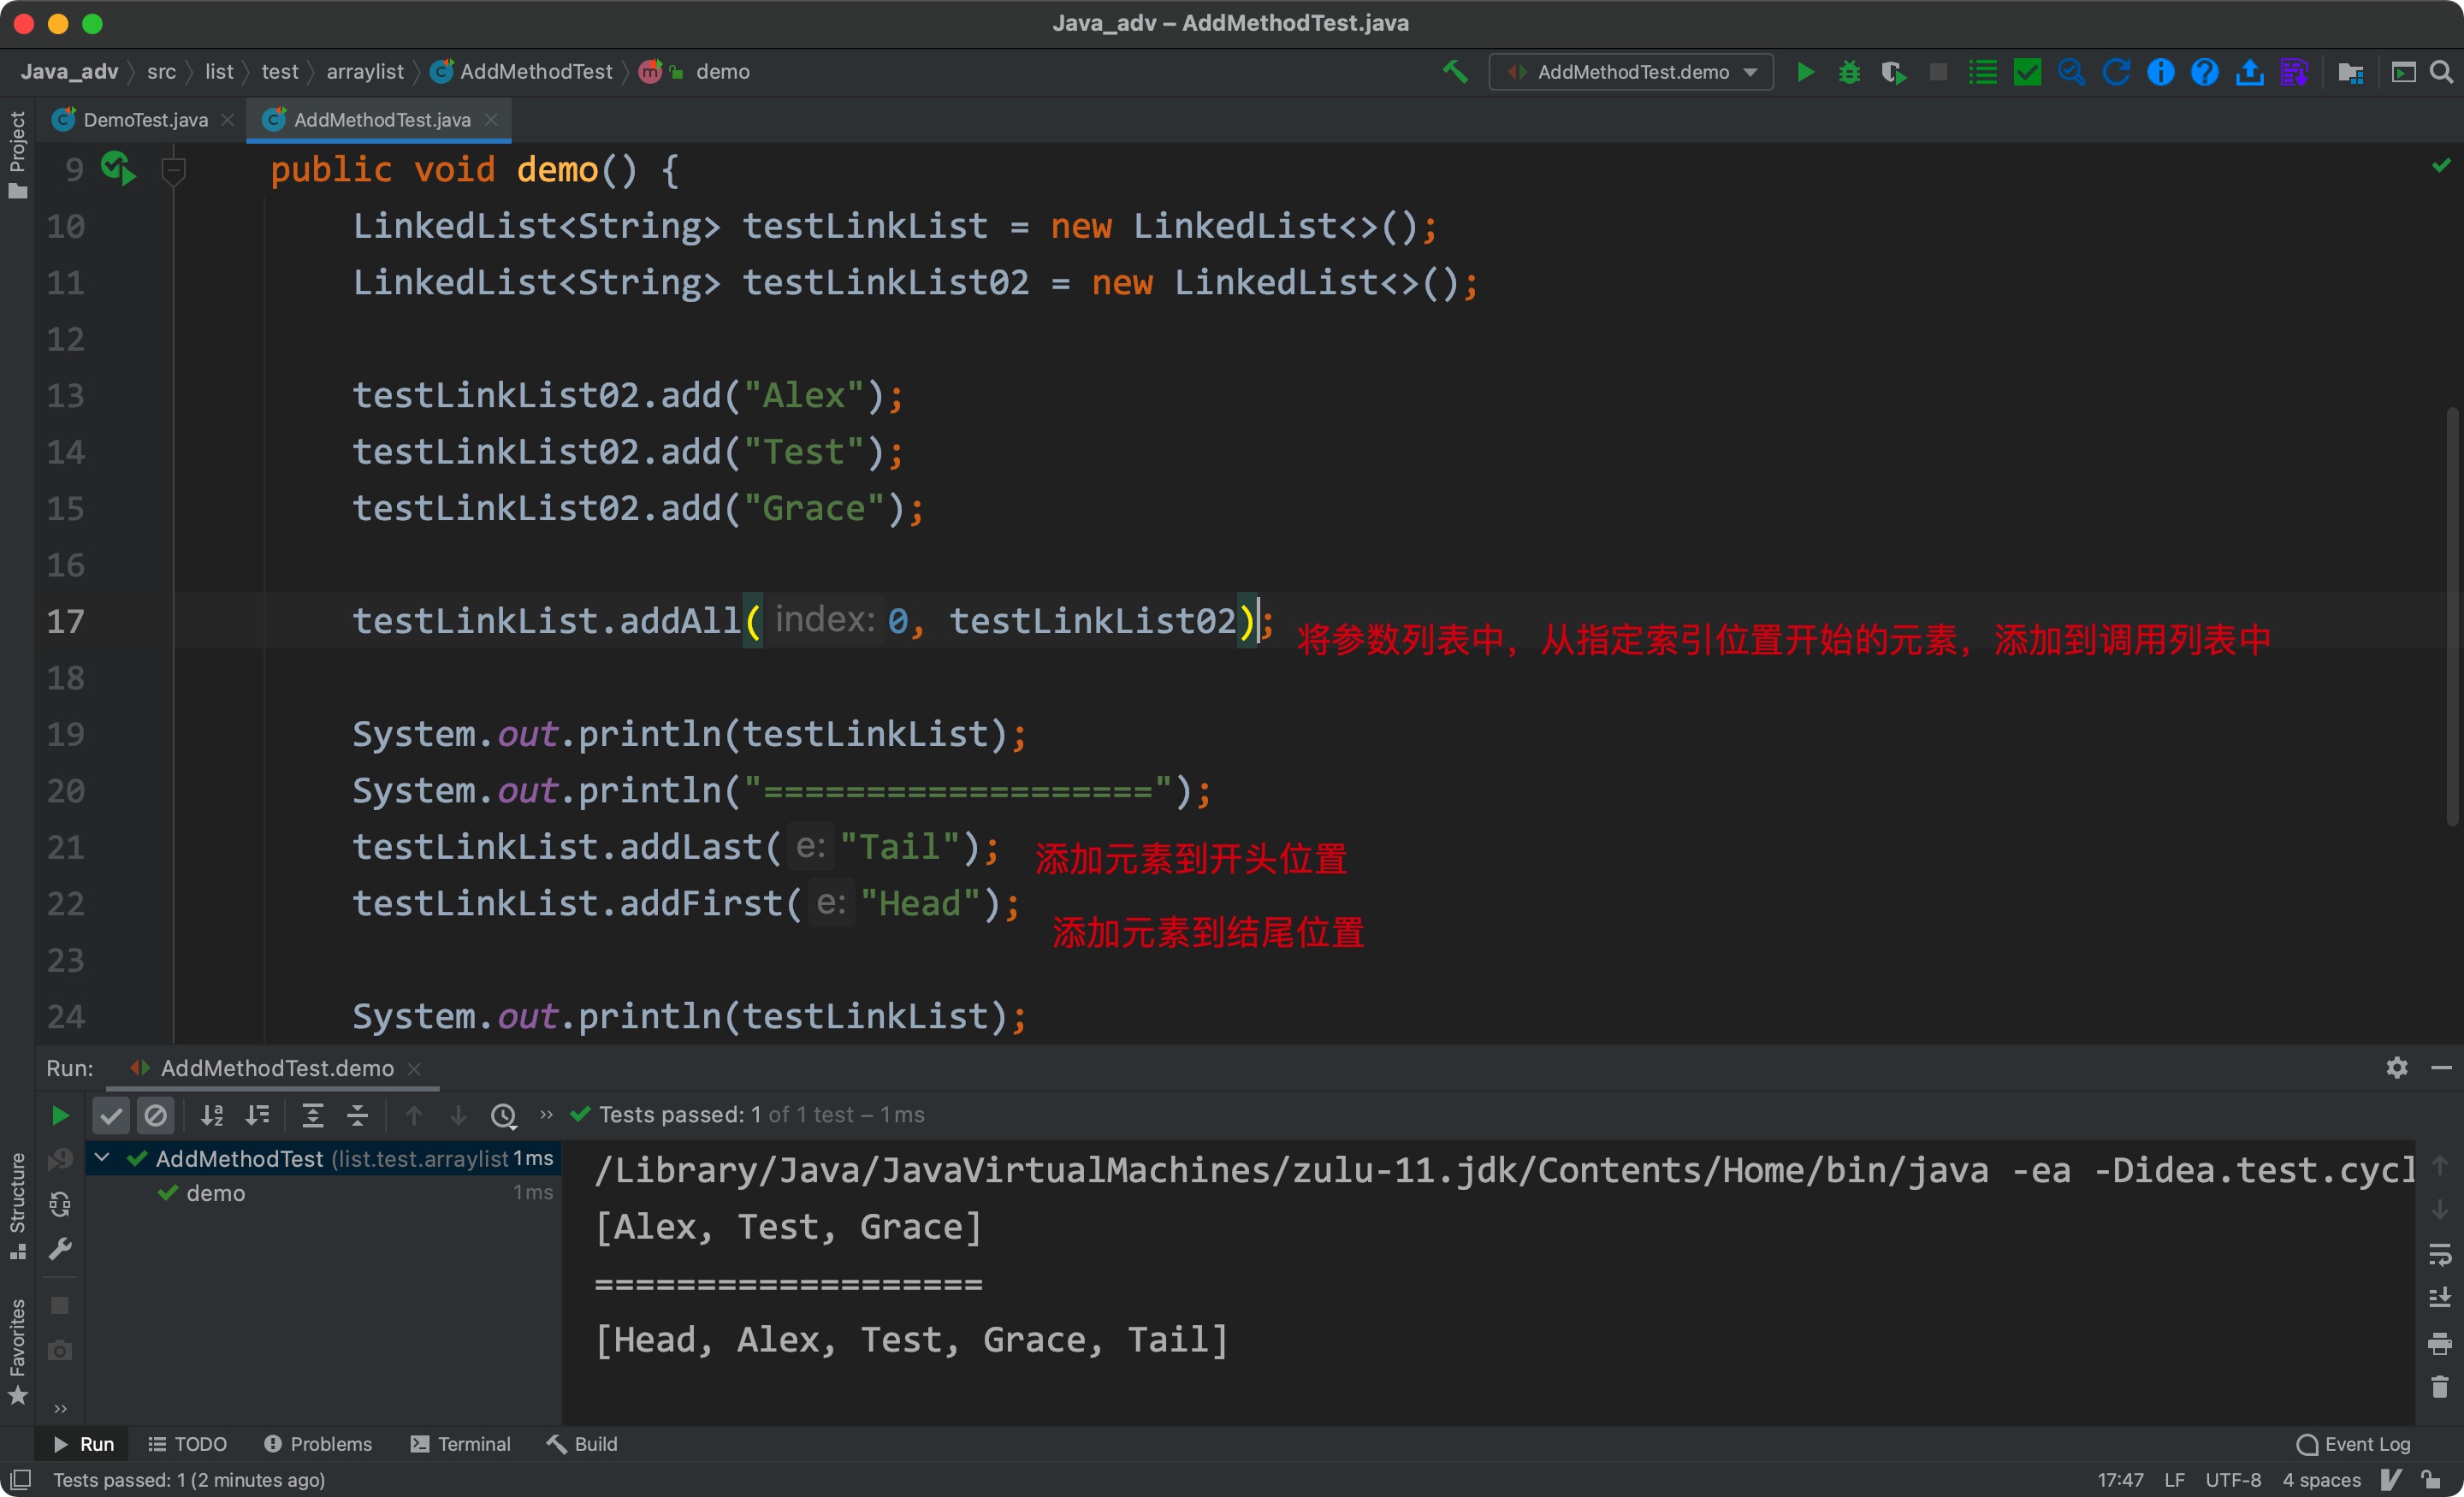 Java_adv – AddMethodTest.java
Java_adv src list test arraylist AddMethodTest m demo AddMethodTest.demo
Project
DemoTest.java AddMethodTest.java
9 public void demo() {
10 LinkedList<String> testLinkList = new LinkedList<>();
11 LinkedList<String> testLinkList02 = new LinkedList<>();
12
13 testLinkList02.add("Alex");
14 testLinkList02.add("Test");
15 testLinkList02.add("Grace");
16
17 testLinkList.addAll( index: 0, testLinkList02); 将参数列表中，从指定索引位置开始的元素，添加到调用列表中
18
19 System.out.println(testLinkList);
20 System.out.println("===================");
21 testLinkList.addLast( e: "Tail"); 添加元素到开头位置
22 testLinkList.addFirst( e: "Head");
添加元素到结尾位置
23
24 System.out.println(testLinkList);
Run: AddMethodTest.demo
Tests passed: 1 of 1 test – 1 ms
AddMethodTest (list.test.arraylist 1 ms
demo 1 ms
/Library/Java/JavaVirtualMachines/zulu-11.jdk/Contents/Home/bin/java -ea -Didea.test.cycl
[Alex, Test, Grace]
===================
[Head, Alex, Test, Grace, Tail]
Structure
Favorites
Run TODO Problems Terminal Build Event Log
Tests passed: 1 (2 minutes ago) 17:47 LF UTF-8 4 spaces